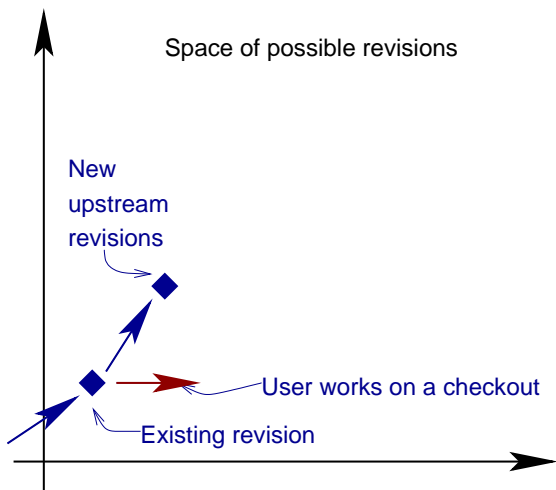 Space of possible revisions
New
upstream
revisions
User works on a checkout
Existing revision